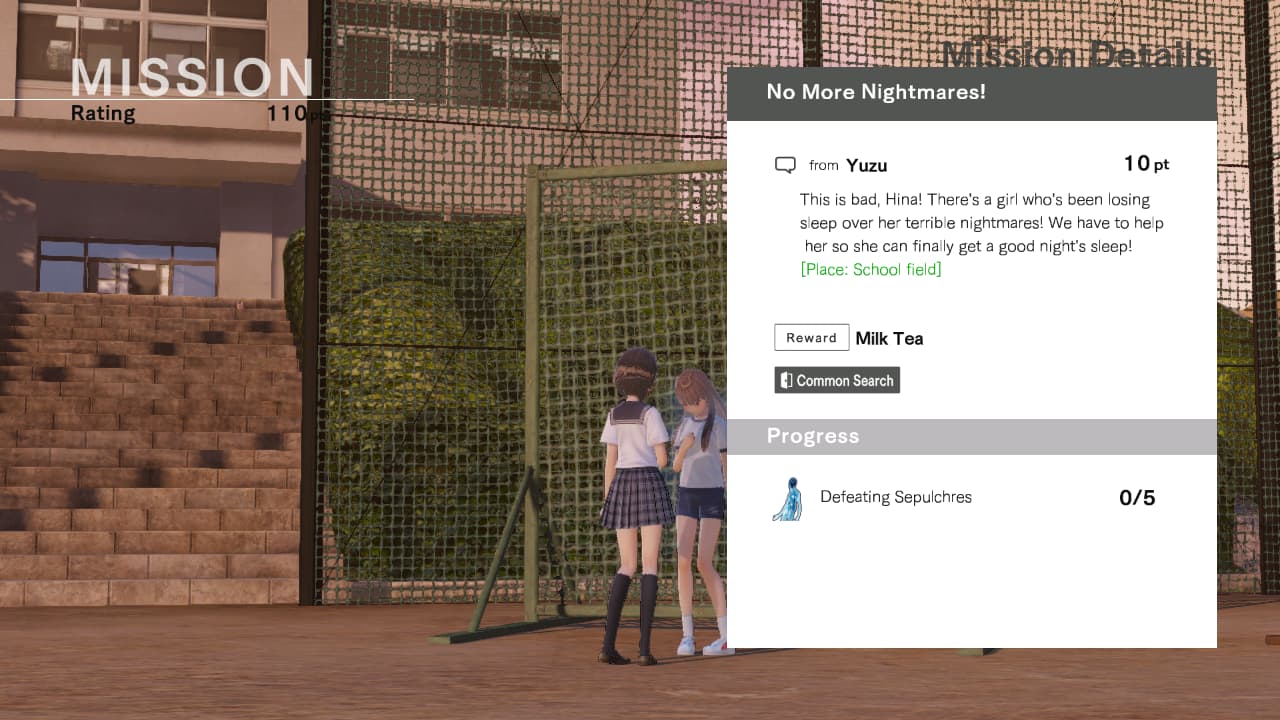 MISSION
Rating 110 pts
Mission Details
No More Nightmares!
from Yuzu 10 pt
This is bad, Hina! There's a girl who's been losing
sleep over her terrible nightmares! We have to help
her so she can finally get a good night's sleep!
[Place: School field]
Reward Milk Tea
Common Search
Progress
Defeating Sepulchres 0/5